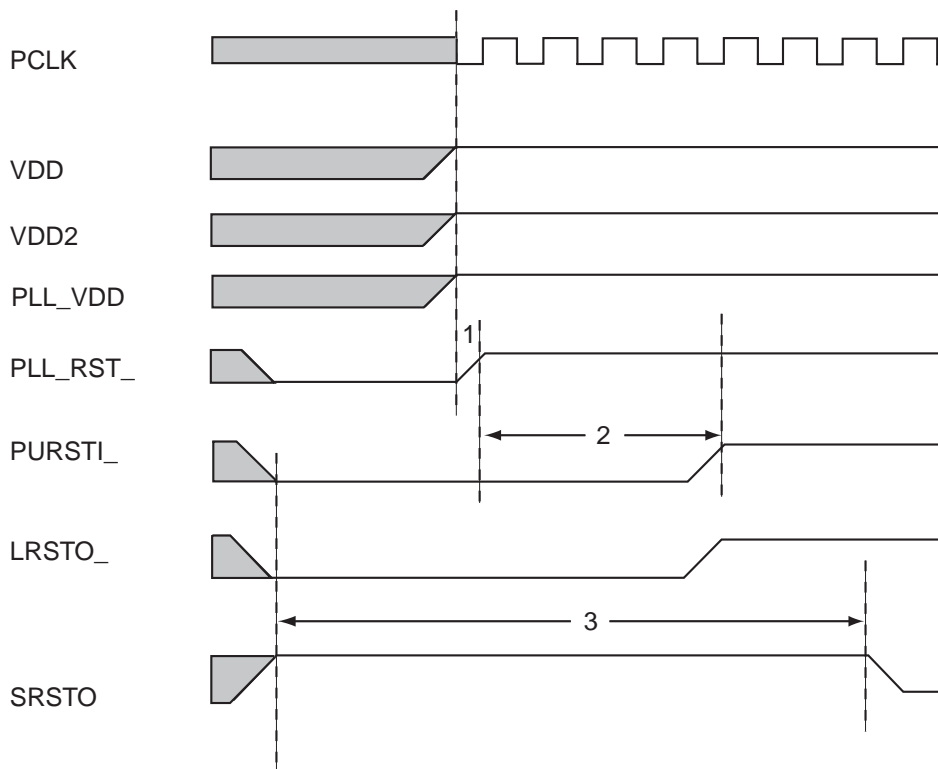 PCLK
VDD
VDD2
PLL_VDD
1
PLL_RST_
2
PURSTI_
LRSTO_
3
SRSTO